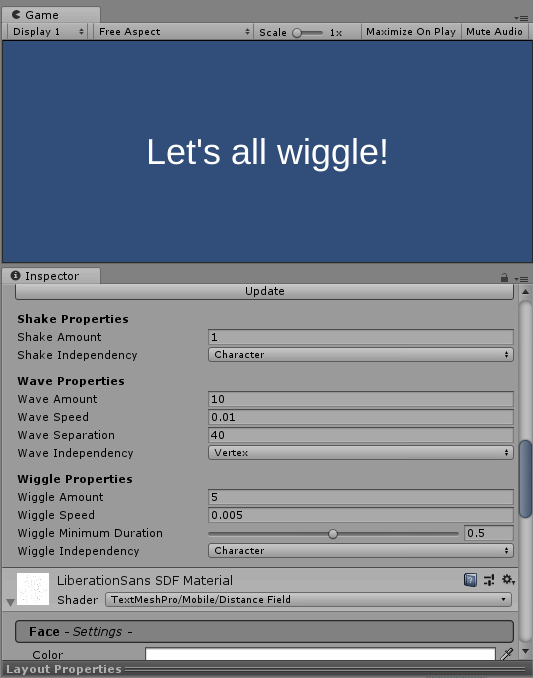 Game
Display 1 Free Aspect Scale 1x Maximize On Play Mute Audio
Let's all wiggle!
Inspector
Update
Shake Properties
Shake Amount 1
Shake Independency Character
Wave Properties
Wave Amount 10
Wave Speed 0.01
Wave Separation 40
Wave Independency Vertex
Wiggle Properties
Wiggle Amount 5
Wiggle Speed 0.005
Wiggle Minimum Duration 0.5
Wiggle Independency Character
LiberationSans SDF Material
Shader TextMeshPro/Mobile/Distance Field
Face - Settings -
Color
Layout Properties